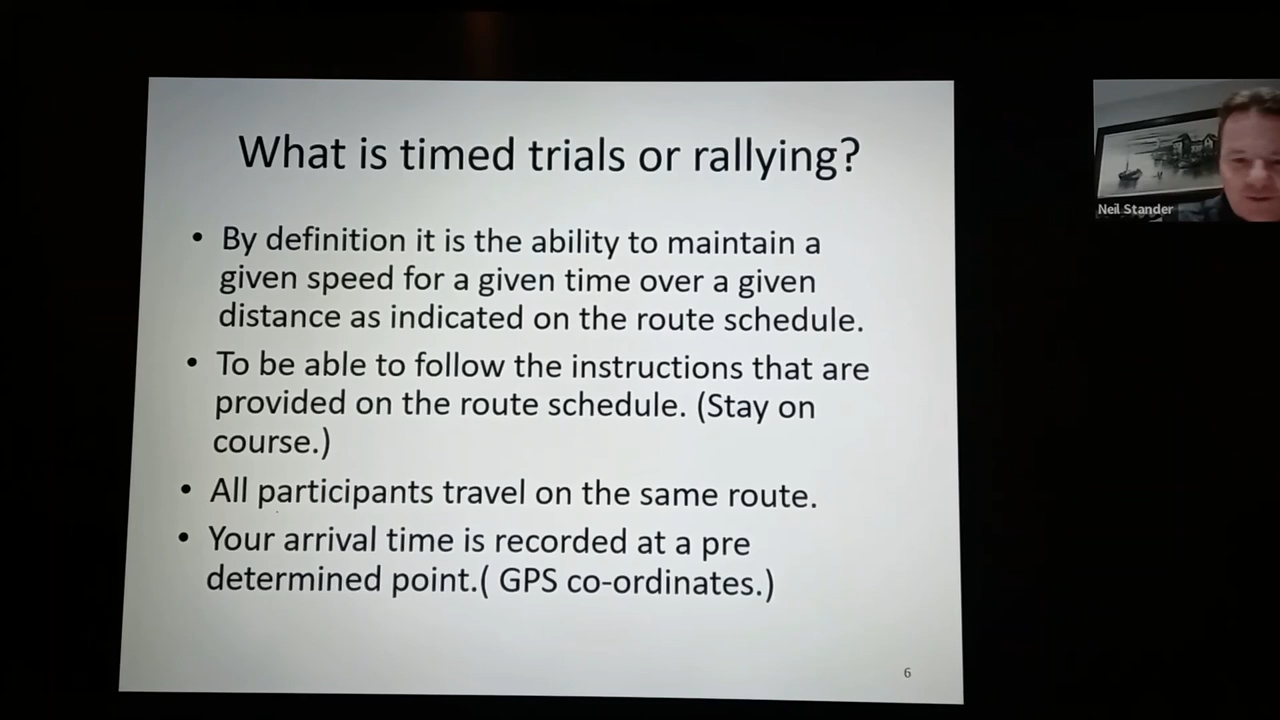 What is timed trials or rallying?
• By definition it is the ability to maintain a
given speed for a given time over a given
distance as indicated on the route schedule.
• To be able to follow the instructions that are
provided on the route schedule. (Stay on
course.)
• All participants travel on the same route.
• Your arrival time is recorded at a pre
determined point.( GPS co-ordinates.)
6
Neil Stander